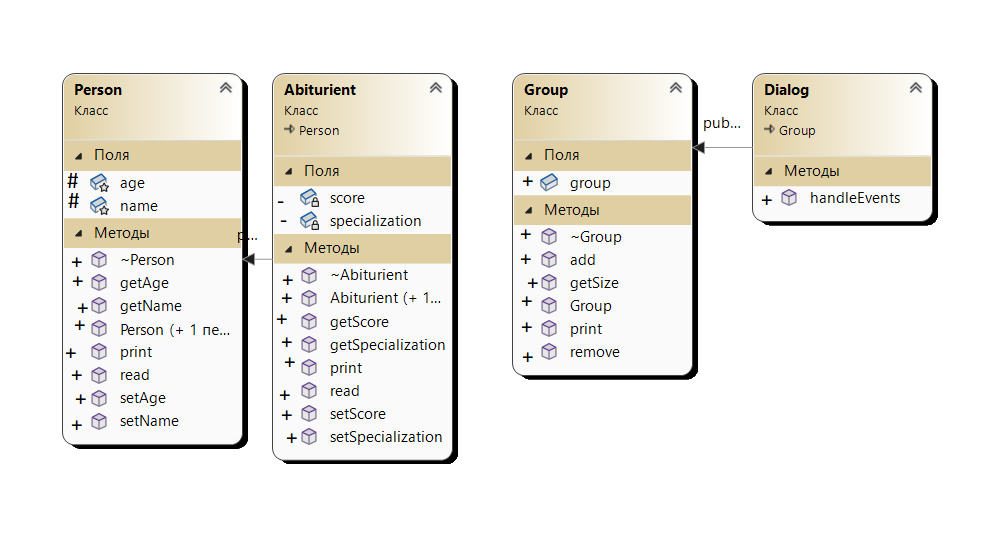 Person
Класс
Поля
# age
# name
Методы
+ ~Person
+ getAge
+ getName
+ Person (+ 1 пе...
+ print
+ read
+ setAge
+ setName
p...
Abiturient
Класс
Person
Поля
- score
- specialization
Методы
+ ~Abiturient
+ Abiturient (+ 1...
+ getScore
+ getSpecialization
+ print
+ read
+ setScore
+ setSpecialization
Group
Класс
Поля
+ group
Методы
+ ~Group
+ add
+ getSize
+ Group
+ print
+ remove
pub...
Dialog
Класс
Group
Методы
+ handleEvents